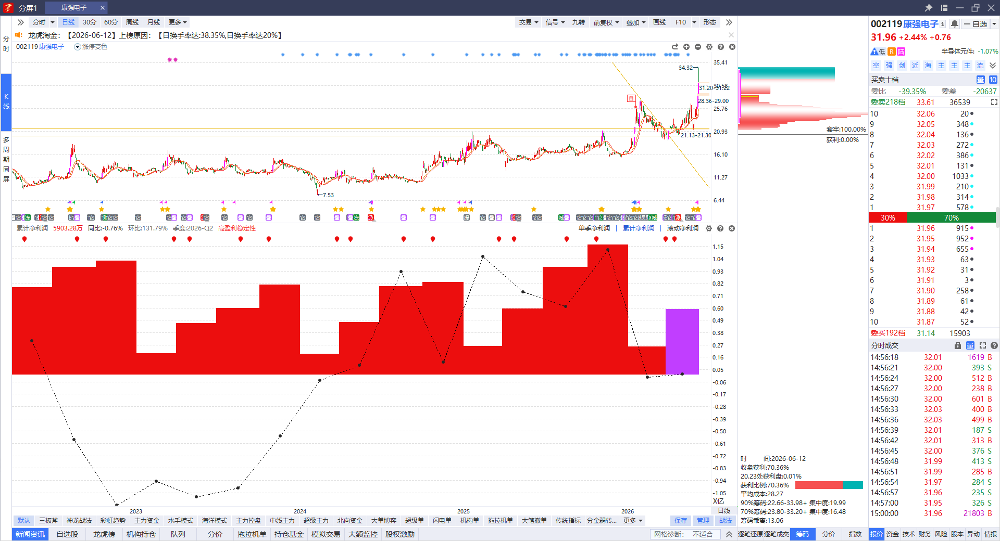 分屏1 康强电子 ×
分时 日线 30分 60分 周线 月线 更多 交易 信号 九转 前复权 叠加 画线 F10 形态
龙虎淘金：【2026-06-12】上榜原因：【日换手率达:38.35%,日换手率达20%】
002119 康强电子 涨停变色
分时
K线
多周期同屏
34.32
自
31.20-31.22
28.36-29.00
21.13-21.30
7.53
35.41
30.58
25.76
20.93
16.10
11.27
6.44
累计净利润 5903.28万 同比:-0.76% 环比:131.79% 季度:2026-Q2 高盈利稳定性 单季净利润 | 累计净利润 | 滚动净利润
1.15
1.04
0.93
0.82
0.71
0.60
0.49
0.38
0.27
0.16
0.05
-0.06
-0.17
-0.28
-0.39
-0.50
-0.61
-0.72
-0.83
-0.94
-1.05
X亿
2023 2024 2025 2026 日线
默认 三板斧 神龙战法 彩虹趋势 主力资金 水手模式 海洋模式 主力控盘 中线主力 超级主力 北向资金 大单博弈 超级单 闪电单 机构单 拖拉机单 大笔撤单 传统指标 分金弱转... 更多 保存 管理 战法
新闻资讯 自选股 龙虎榜 机构持仓 队列 分价 拖拉机单 持仓基金 模拟交易 大额监控 股权激励 网格诊断： 不适合
套牢:100.00%
获利:0.00%
时 间:2026-06-12
收盘获利:70.36%
20.23处获利盘:0.01%
获利比例:70.36%
平均成本:28.27
90%筹码:22.66-33.98+ 集中度:19.99
70%筹码:23.80-33.20+ 集中度:16.48
筹码乖离:13.06
逐笔还原 逐笔成交 筹码 分价 指数
002119 康强电子 自选
31.96 +2.44% +0.76
低 R 陆 半导体元件: -1.07%
空 强 创 近 海 主 主 主 流
买卖十档 量 10
委比 -39.35% 委差 -20637
委卖218档 33.61 36539
10 32.06 20
9 32.05 348
8 32.04 136
7 32.03 272
6 32.02 386
5 32.01 131
4 32.00 1033
3 31.99 210
2 31.98 314
1 31.97 578
30% 70%
1 31.96 915
2 31.95 952
3 31.94 655
4 31.93 63
5 31.92 31
6 31.91 3
7 31.90 258
8 31.89 61
9 31.88 42
10 31.87 52
委买192档 31.14 15903
分时成交 量
14:56:18 32.01 1619 B
14:56:21 32.00 393 S
14:56:24 32.00 512 B
14:56:27 32.00 238 B
14:56:30 32.00 601 B
14:56:33 32.03 400 B
14:56:36 32.03 499 B
14:56:39 32.01 187 S
14:56:42 32.01 313 B
14:56:45 32.00 376 S
14:56:48 31.99 413 S
14:56:51 31.99 285 B
14:56:54 31.97 284 S
14:56:57 31.96 235 S
14:57:00 31.95 326 S
15:00:00 31.96 21803 B
报价 资金 技术 财务 风险 股本 异动 情报